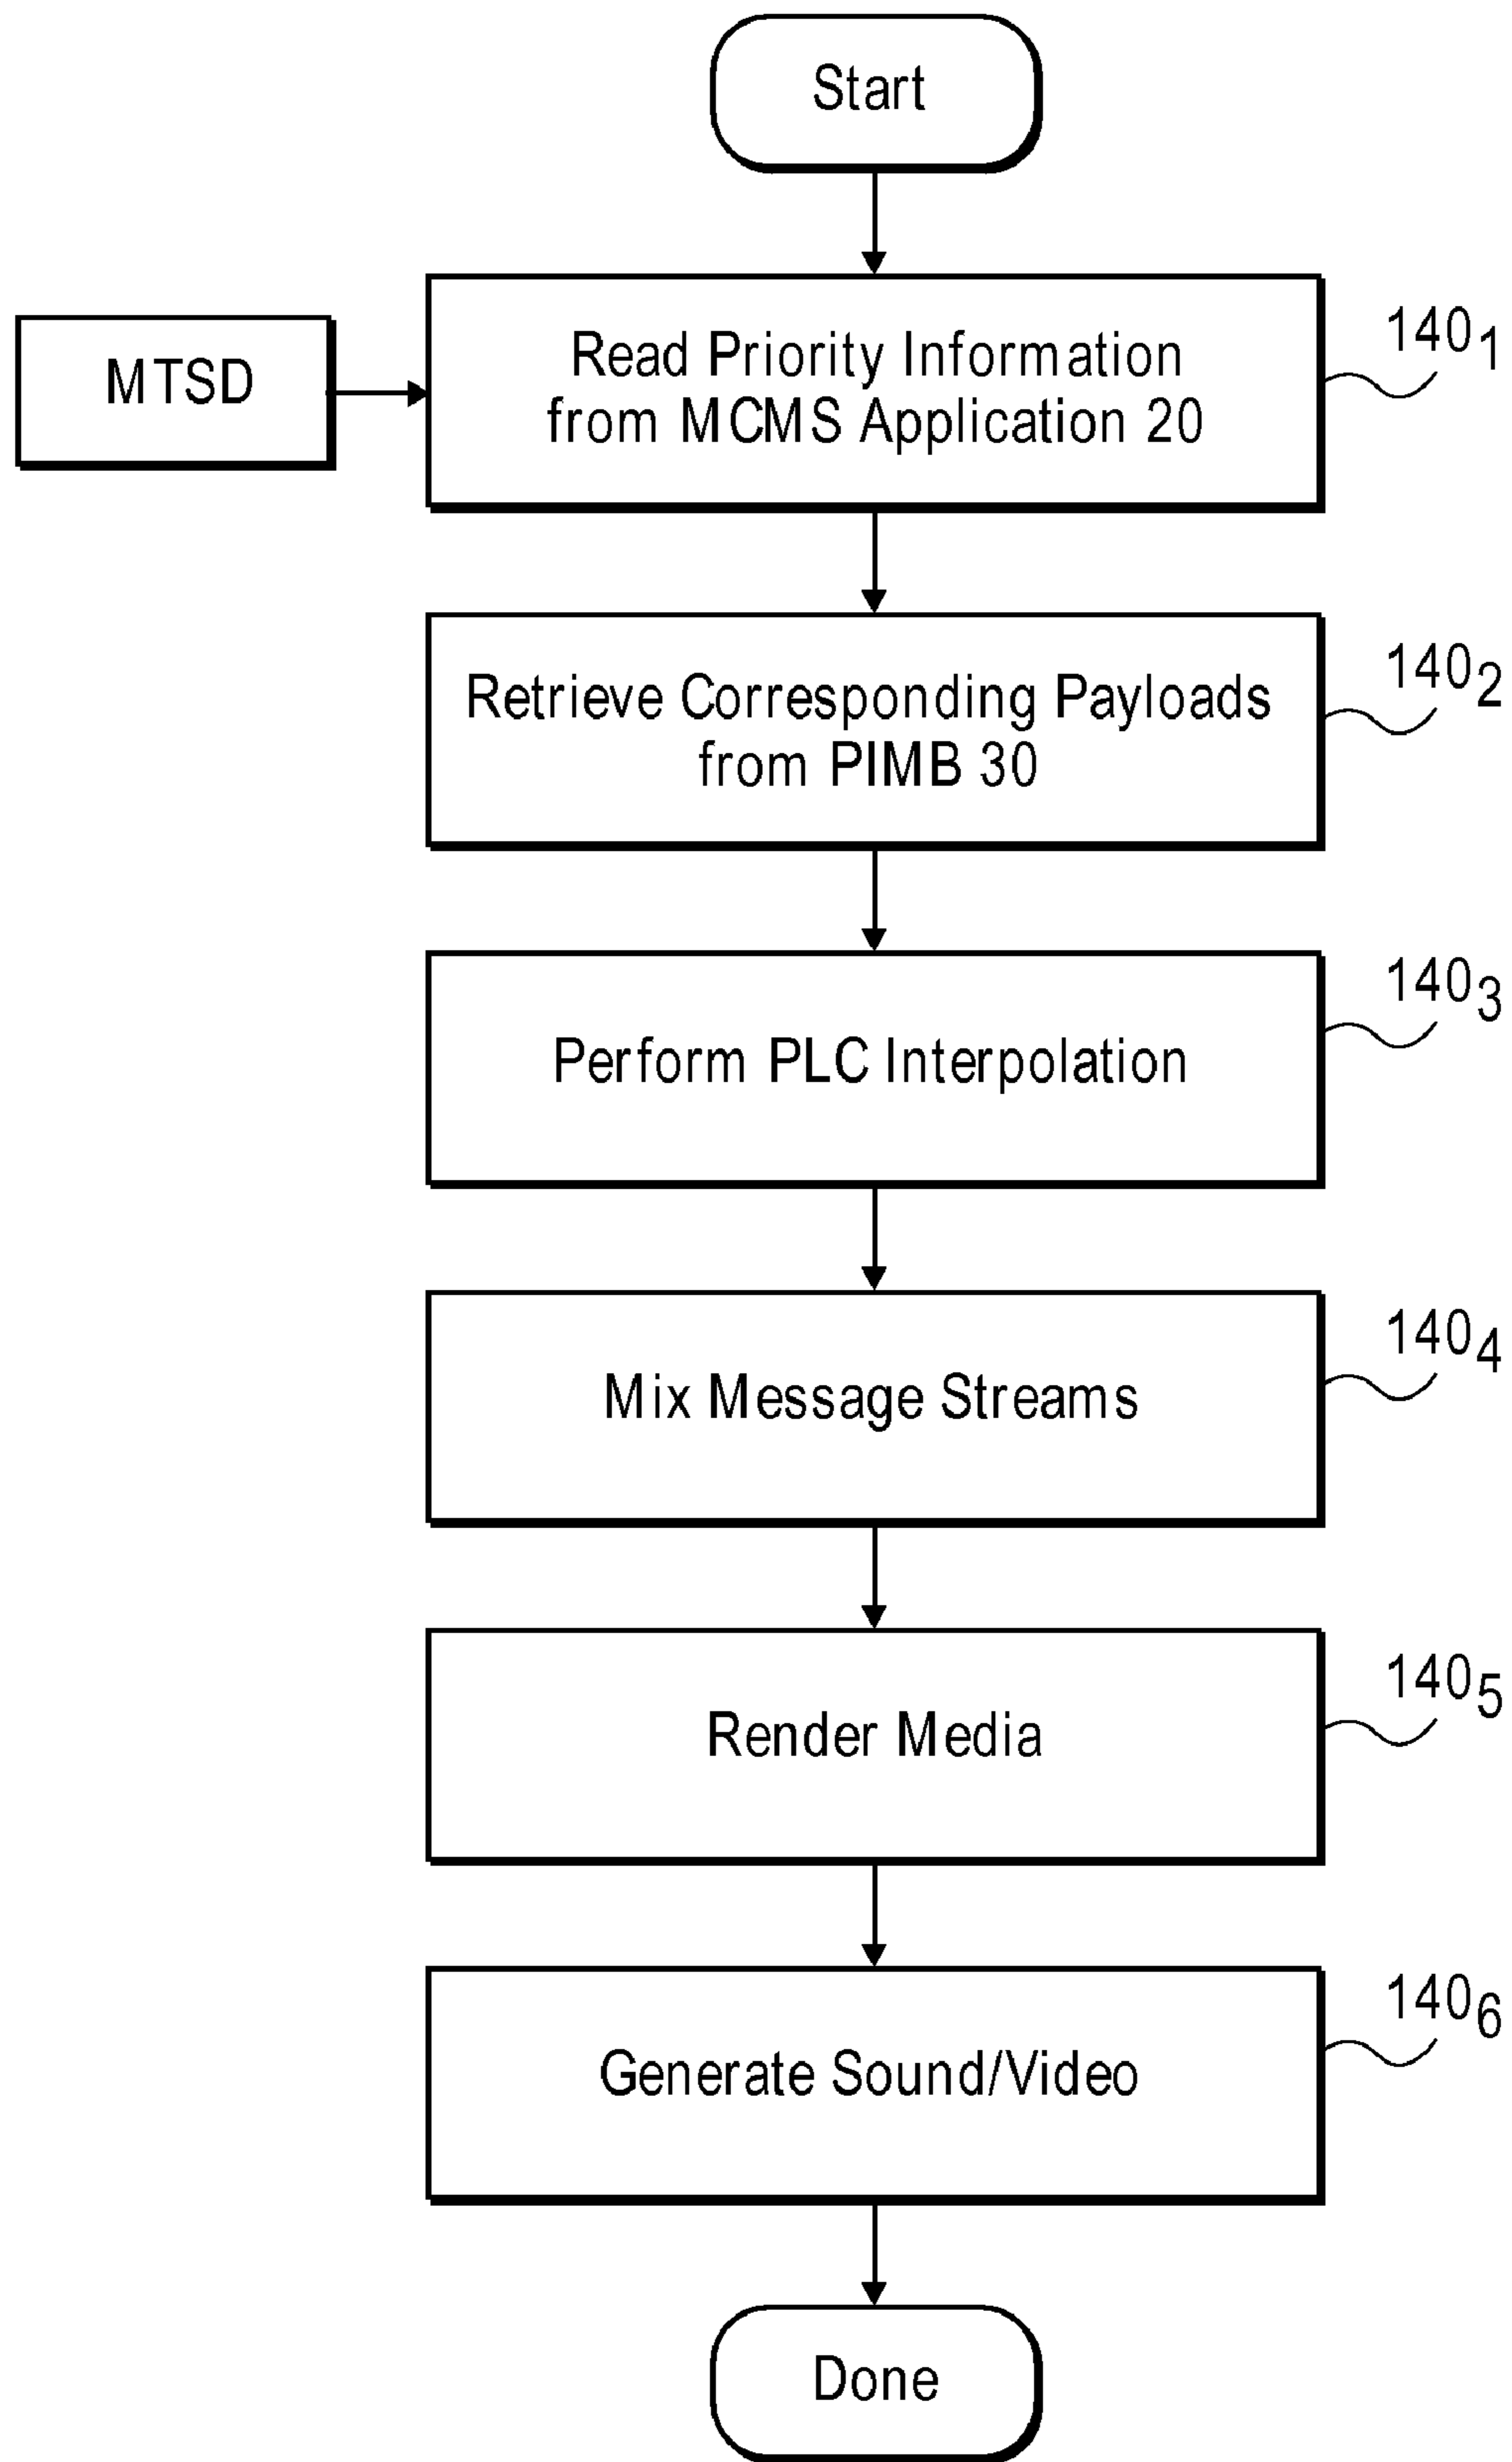 Start
MTSD
Read Priority Information
from MCMS Application 20
140₁
Retrieve Corresponding Payloads
from PIMB 30
140₂
Perform PLC Interpolation
140₃
Mix Message Streams
140₄
Render Media
140₅
Generate Sound/Video
140₆
Done